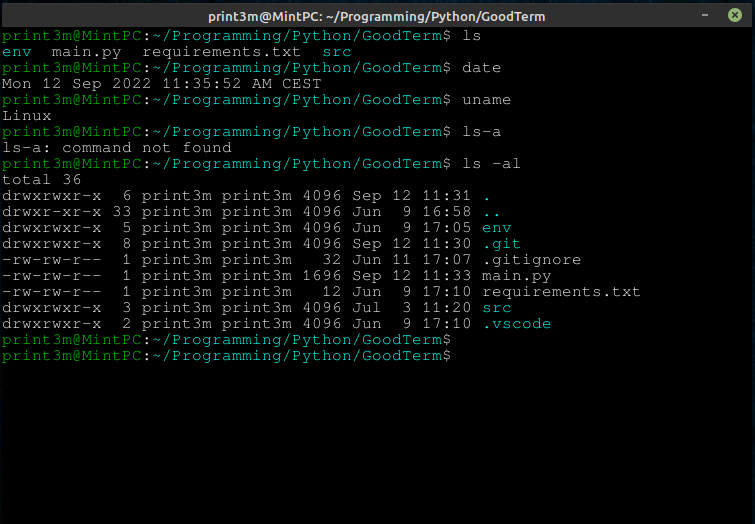 print3m@MintPC: ~/Programming/Python/GoodTerm
print3m@MintPC:~/Programming/Python/GoodTerm$ ls
env  main.py  requirements.txt  src
print3m@MintPC:~/Programming/Python/GoodTerm$ date
Mon 12 Sep 2022 11:35:52 AM CEST
print3m@MintPC:~/Programming/Python/GoodTerm$ uname
Linux
print3m@MintPC:~/Programming/Python/GoodTerm$ ls-a
ls-a: command not found
print3m@MintPC:~/Programming/Python/GoodTerm$ ls -al
total 36
drwxrwxr-x  6 print3m print3m 4096 Sep 12 11:31 .
drwxr-xr-x 33 print3m print3m 4096 Jun  9 16:58 ..
drwxrwxr-x  5 print3m print3m 4096 Jun  9 17:05 env
drwxrwxr-x  8 print3m print3m 4096 Sep 12 11:30 .git
-rw-rw-r--  1 print3m print3m   32 Jun 11 17:07 .gitignore
-rw-rw-r--  1 print3m print3m 1696 Sep 12 11:33 main.py
-rw-rw-r--  1 print3m print3m   12 Jun  9 17:10 requirements.txt
drwxrwxr-x  3 print3m print3m 4096 Jul  3 11:20 src
drwxrwxr-x  2 print3m print3m 4096 Jun  9 17:10 .vscode
print3m@MintPC:~/Programming/Python/GoodTerm$
print3m@MintPC:~/Programming/Python/GoodTerm$